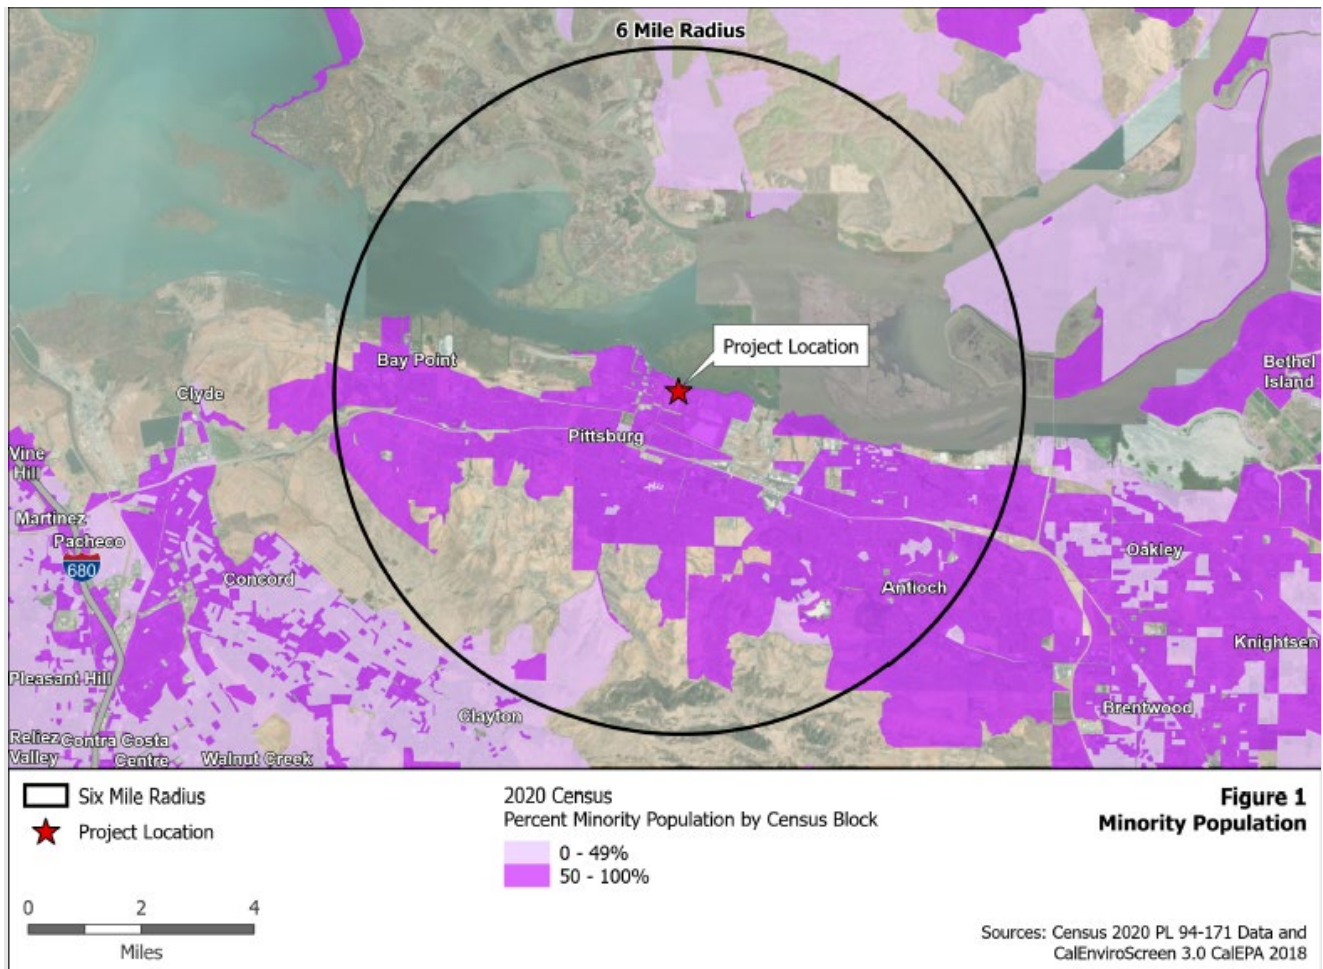 6 Mile Radius
Project Location
Bay Point
Bethel
Island
Clyde
Pittsburg
Vine
Hill
Martinez
Pacheco
680
Concord
Oakley
Antioch
Knightsen
Pleasant Hill
Clayton
Brentwood
Reliez
Valley
Contra Costa
Centre
Walnut Creek
Six Mile Radius
Project Location
0 2 4
Miles
2020 Census
Percent Minority Population by Census Block
0 - 49%
50 - 100%
Figure 1
Minority Population
Sources: Census 2020 PL 94-171 Data and
CalEnviroScreen 3.0 CalEPA 2018